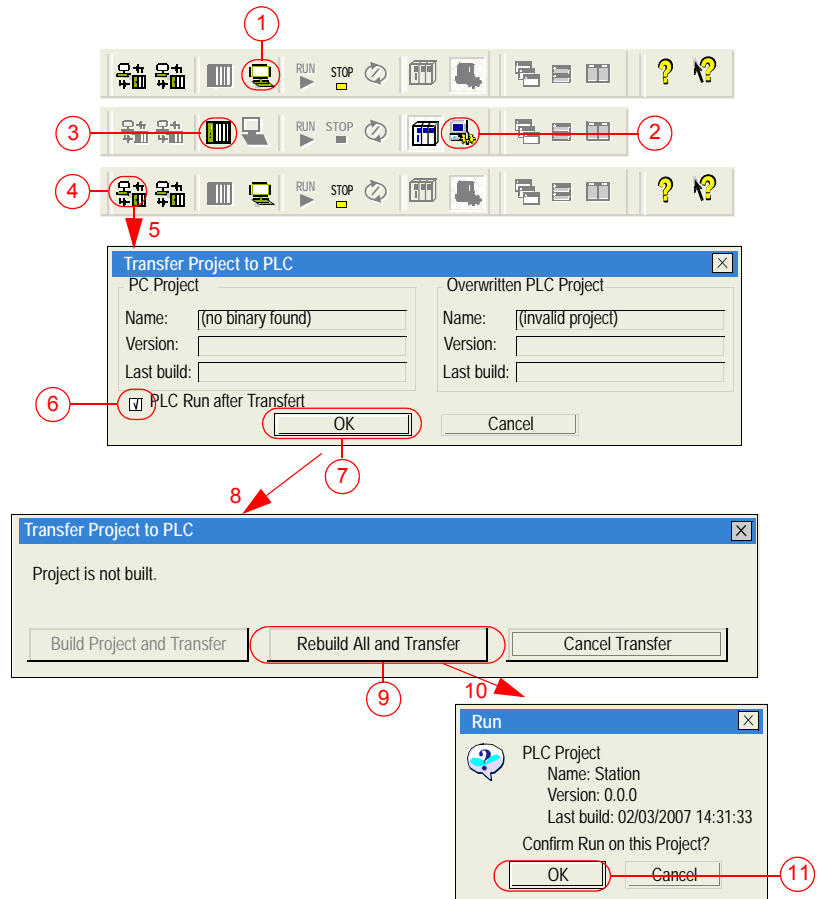 1
RUN STOP
3
RUN STOP
2
4
RUN STOP
5
Transfer Project to PLC
PC Project
Name: (no binary found)
Version:
Last build:
Overwritten PLC Project
Name: (invalid project)
Version:
Last build:
6
PLC Run after Transfert
OK
Cancel
7
8
Transfer Project to PLC
Project is not built.
Build Project and Transfer
Rebuild All and Transfer
Cancel Transfer
9
10
Run
PLC Project
Name: Station
Version: 0.0.0
Last build: 02/03/2007 14:31:33
Confirm Run on this Project?
OK
Cancel
11